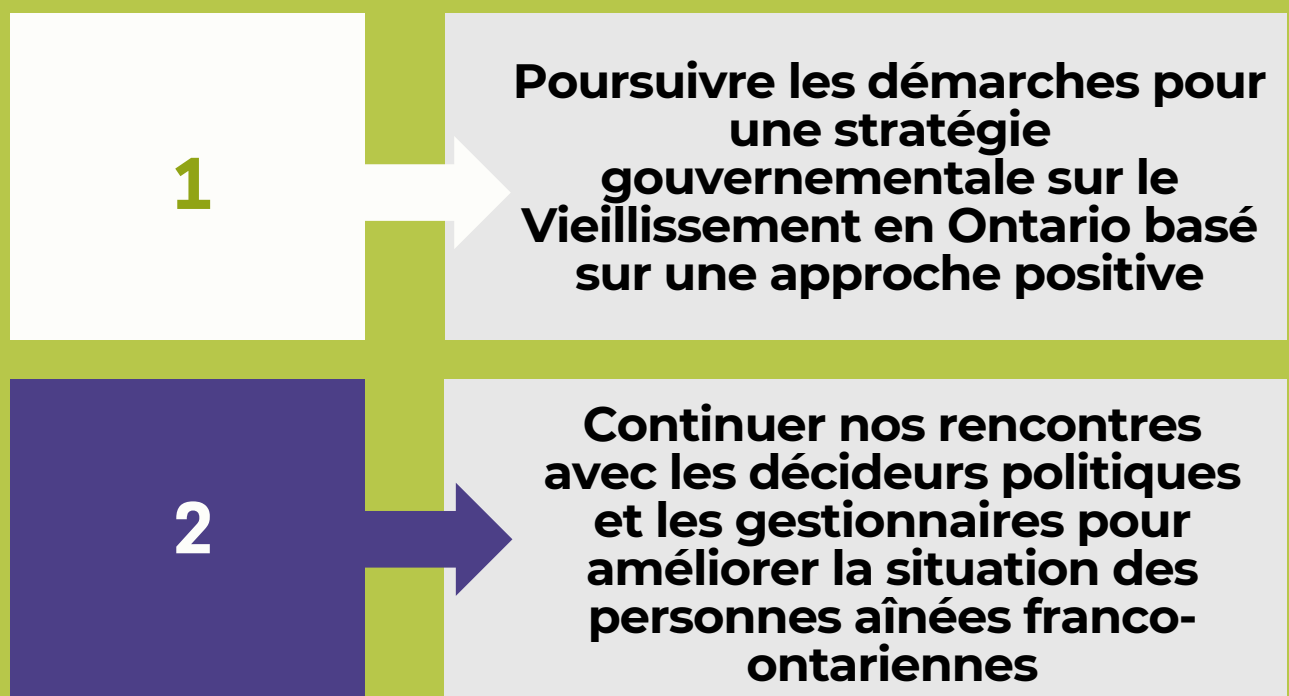 1
Poursuivre les démarches pour
une stratégie
gouvernementale sur le
Vieillissement en Ontario basé
sur une approche positive
2
Continuer nos rencontres
avec les décideurs politiques
et les gestionnaires pour
améliorer la situation des
personnes aînées franco-
ontariennes